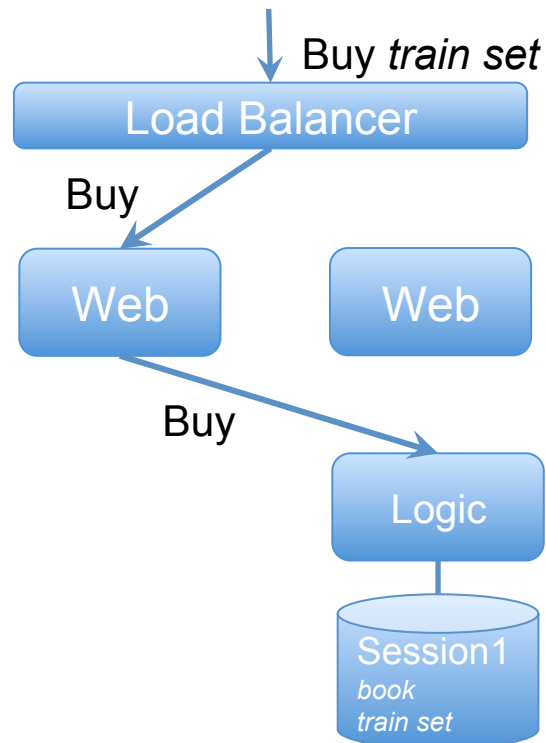 Buy train set
Load Balancer
Buy
Web
Web
Buy
Logic
Session1
book
train set